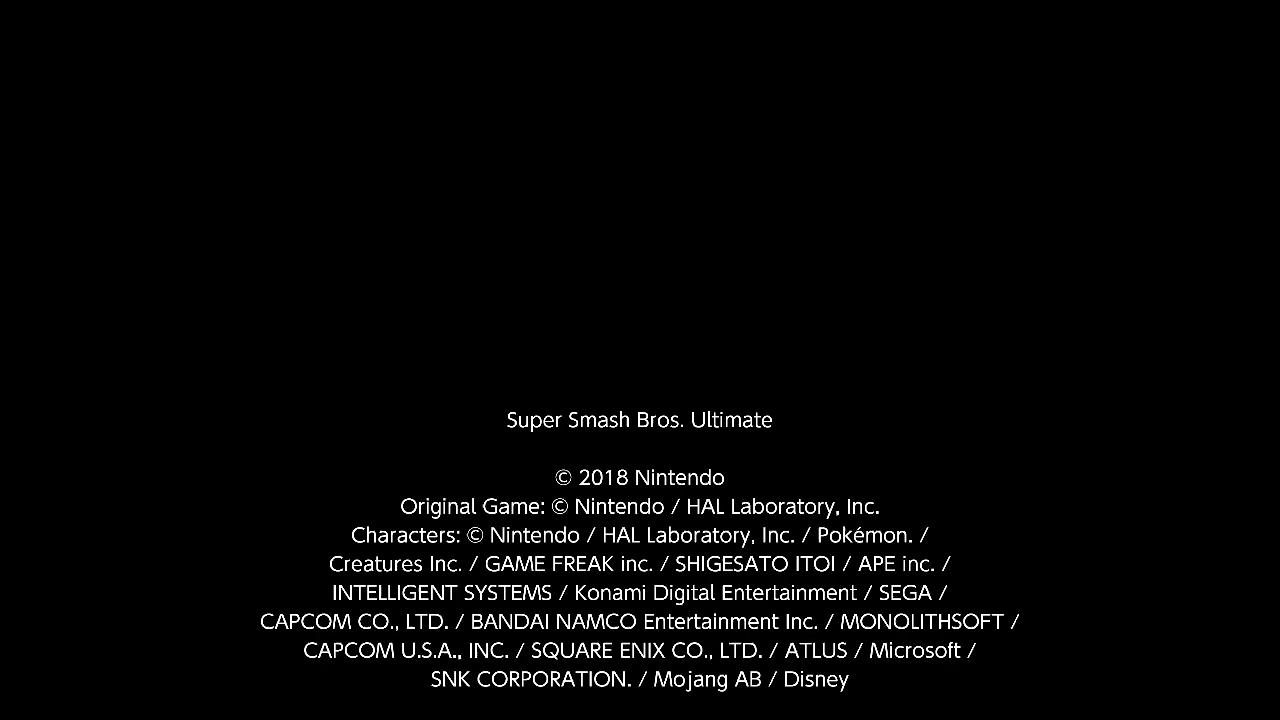 Super Smash Bros. Ultimate
© 2018 Nintendo
Original Game: © Nintendo / HAL Laboratory, Inc.
Characters: © Nintendo / HAL Laboratory, Inc. / Pokémon. /
Creatures Inc. / GAME FREAK inc. / SHIGESATO ITOI / APE inc. /
INTELLIGENT SYSTEMS / Konami Digital Entertainment / SEGA /
CAPCOM CO., LTD. / BANDAI NAMCO Entertainment Inc. / MONOLITHSOFT /
CAPCOM U.S.A., INC. / SQUARE ENIX CO., LTD. / ATLUS / Microsoft /
SNK CORPORATION. / Mojang AB / Disney